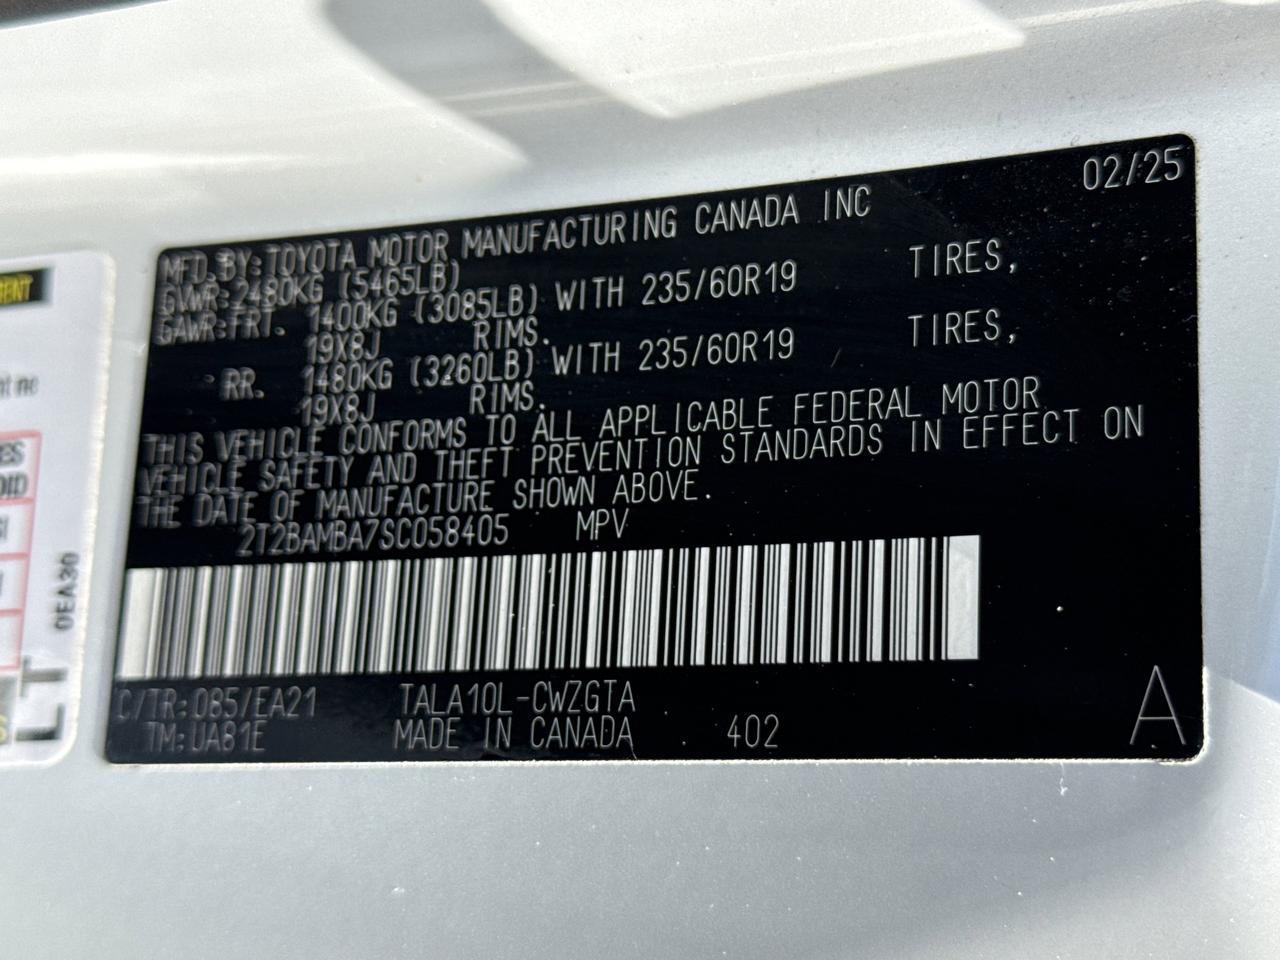 02/25
MFD.BY:TOYOTA MOTOR MANUFACTURING CANADA INC
GVWR:2480KG (5465LB)
GAWR:FRT. 1400KG (3085LB) WITH 235/60R19 TIRES,
19X8J RIMS.
RR. 1480KG (3260LB) WITH 235/60R19 TIRES,
19X8J RIMS.
THIS VEHICLE CONFORMS TO ALL APPLICABLE FEDERAL MOTOR
VEHICLE SAFETY AND THEFT PREVENTION STANDARDS IN EFFECT ON
THE DATE OF MANUFACTURE SHOWN ABOVE.
2T2BAMBA7SC058405 MPV
C/TR:085/EA21 TALA10L-CWZGTA
TM:UA81E MADE IN CANADA 402
A
0EA30